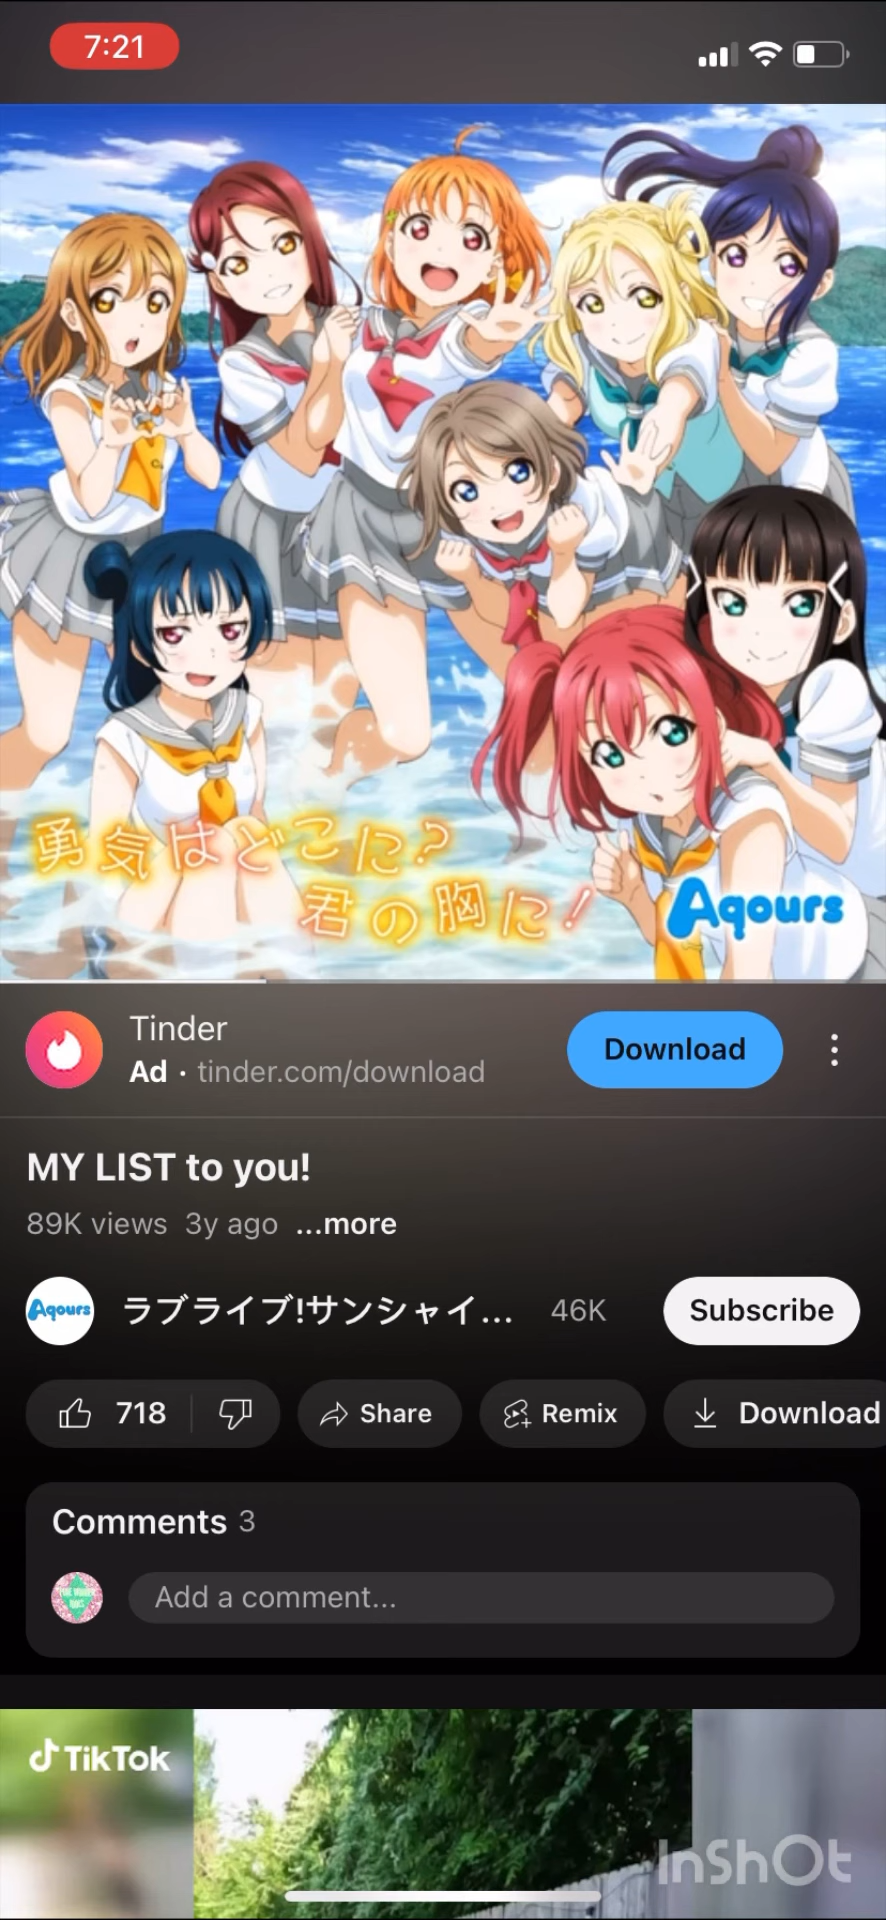 7:21
勇気はどこに?
君の胸に!
Aqours
Tinder
Ad · tinder.com/download
Download
MY LIST to you!
89K views 3y ago ...more
Aqours
ラブライブ!サンシャイ... 46K
Subscribe
718
Share
Remix
Download
Comments 3
Add a comment...
TikTok
InShOt